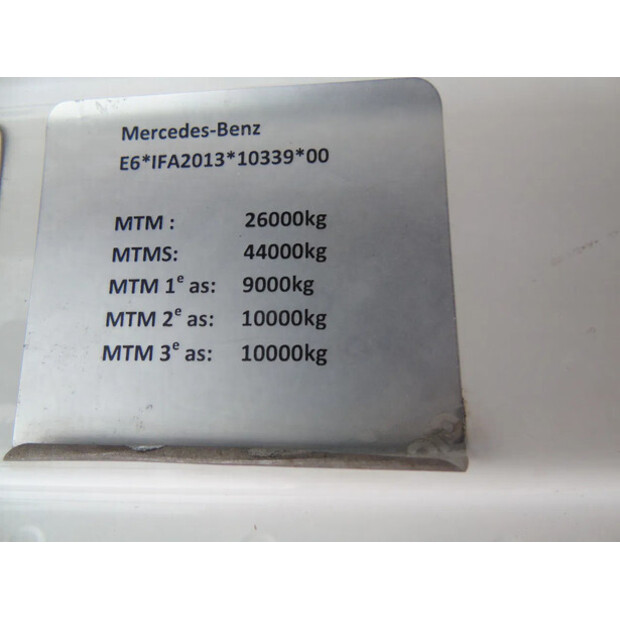 Mercedes-Benz
E6*IFA2013*10339*00
MTM : 26000kg
MTMS: 44000kg
MTM 1e as: 9000kg
MTM 2e as: 10000kg
MTM 3e as: 10000kg